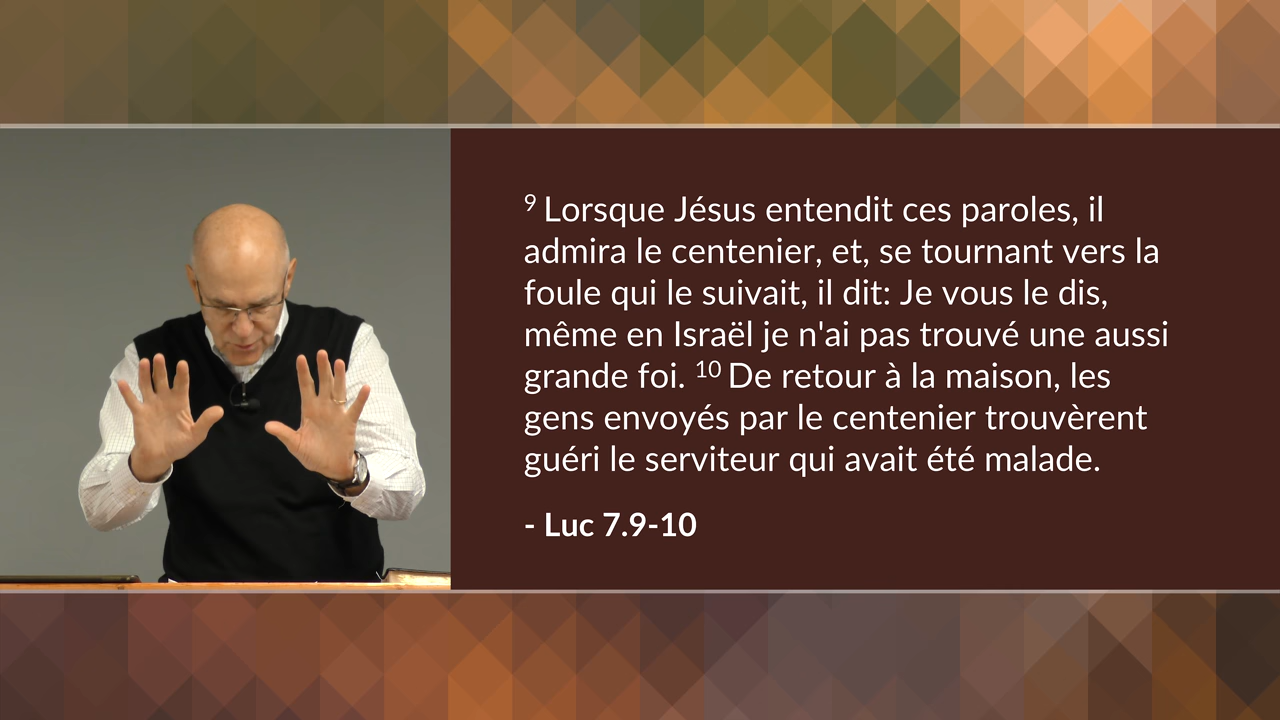 9 Lorsque Jésus entendit ces paroles, il
admira le centenier, et, se tournant vers la
foule qui le suivait, il dit: Je vous le dis,
même en Israël je n'ai pas trouvé une aussi
grande foi. 10 De retour à la maison, les
gens envoyés par le centenier trouvèrent
guéri le serviteur qui avait été malade.
- Luc 7.9-10